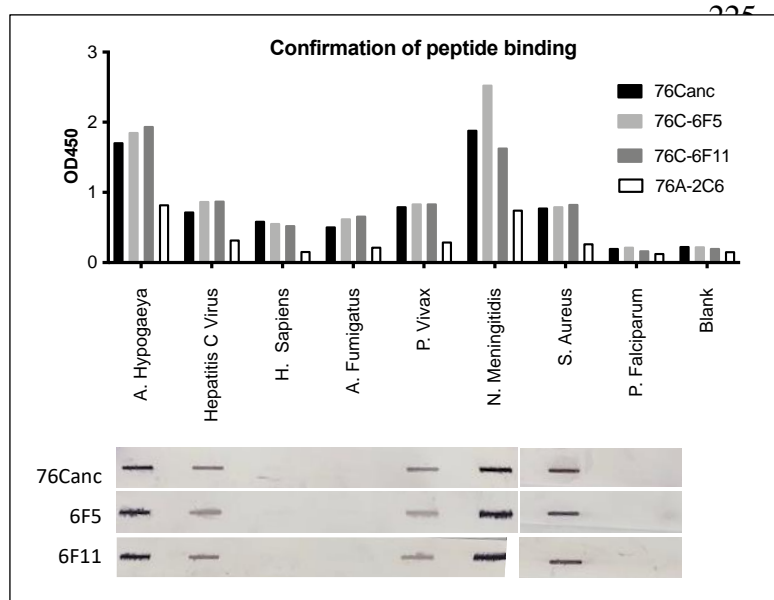 Confirmation of peptide binding
3
2
1
0
OD450
76Canc
76C-6F5
76C-6F11
76A-2C6
A. Hypogaeya
Hepatitis C Virus
H. Sapiens
A. Fumigatus
P. Vivax
N. Meningitidis
S. Aureus
P. Falciparum
Blank
76Canc
6F5
6F11